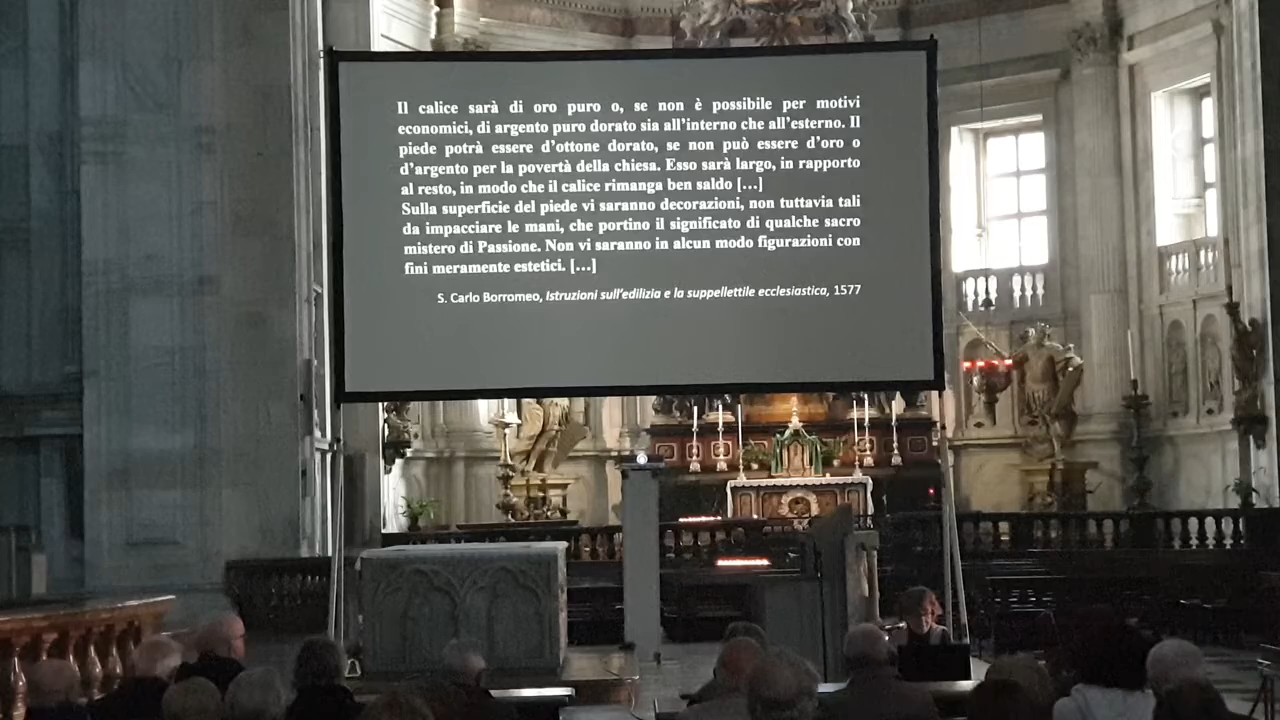 Il calice sarà di oro puro o, se non è possibile per motivi
economici, di argento puro dorato sia all'interno che all'esterno. Il
piede potrà essere d'ottone dorato, se non può essere d'oro o
d'argento per la povertà della chiesa. Esso sarà largo, in rapporto
al resto, in modo che il calice rimanga ben saldo [...]
Sulla superficie del piede vi saranno decorazioni, non tuttavia tali
da impacciare le mani, che portino il significato di qualche sacro
mistero di Passione. Non vi saranno in alcun modo figurazioni con
fini meramente estetici. [...]
S. Carlo Borromeo, Istruzioni sull'edilizia e la suppellettile ecclesiastica, 1577